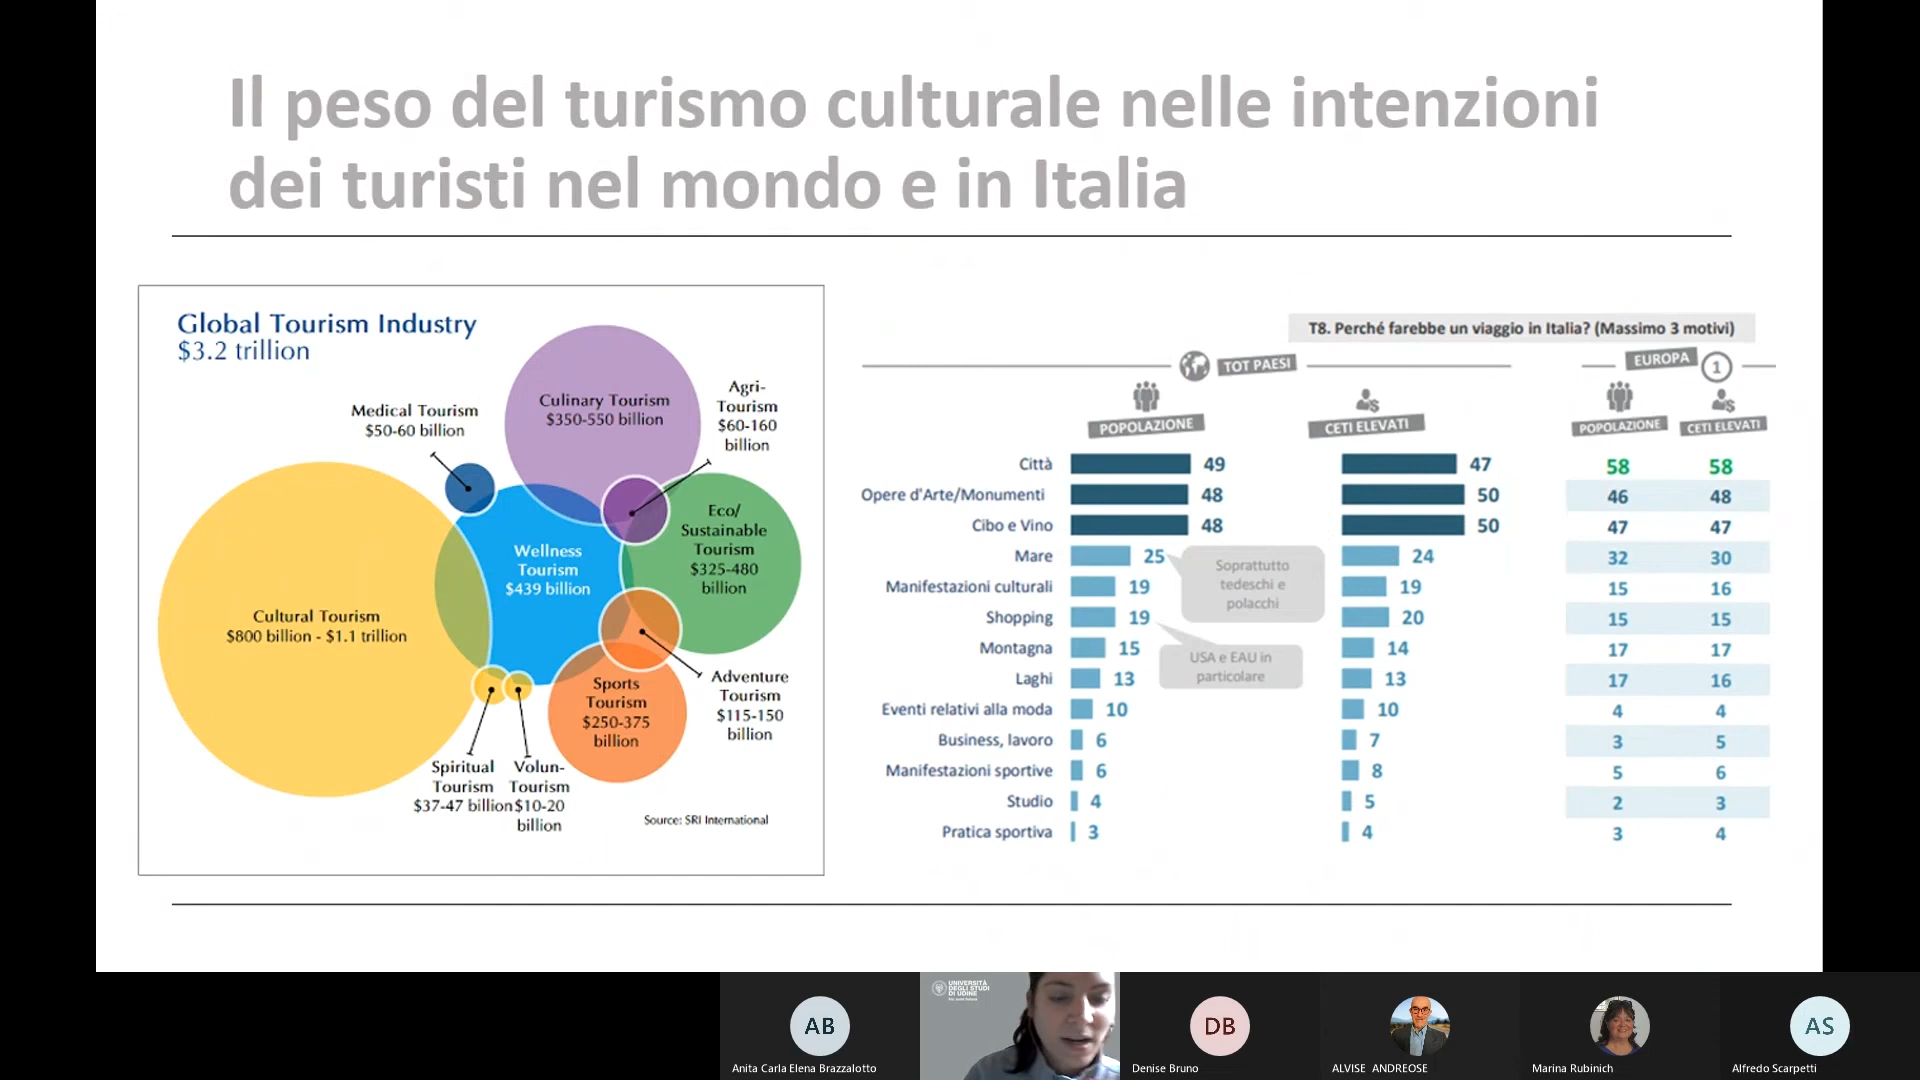 Il peso del turismo culturale nelle intenzioni
dei turisti nel mondo e in Italia
Global Tourism Industry
$3.2 trillion
Culinary Tourism
$350-550 billion
Agri-
Tourism
$60-160
billion
Medical Tourism
$50-60 billion
Eco/
Sustainable
Tourism
$325-480
billion
Wellness
Tourism
$439 billion
Cultural Tourism
$800 billion - $1.1 trillion
Sports
Tourism
$250-375
billion
Adventure
Tourism
$115-150
billion
Spiritual
Tourism
$37-47 billion
Volun-
Tourism
$10-20
billion
Source: SRI International
T8. Perché farebbe un viaggio in Italia? (Massimo 3 motivi)
TOT PAESI
EUROPA 1
POPOLAZIONE CETI ELEVATI POPOLAZIONE CETI ELEVATI
Città 49 47 58 58
Opere d'Arte/Monumenti 48 50 46 48
Cibo e Vino 48 50 47 47
Mare 25 24 32 30
Manifestazioni culturali 19 19 15 16
Shopping 19 20 15 15
Montagna 15 14 17 17
Laghi 13 13 17 16
Eventi relativi alla moda 10 10 4 4
Business, lavoro 6 7 3 5
Manifestazioni sportive 6 8 5 6
Studio 4 5 2 3
Pratica sportiva 3 4 3 4
Soprattutto
tedeschi e
polacchi
USA e EAU in
particolare
AB
Anita Carla Elena Brazzalotto
UNIVERSITÀ
DEGLI STUDI
DI UDINE
DB
Denise Bruno
ALVISE ANDREOSE
Marina Rubinich
AS
Alfredo Scarpetti